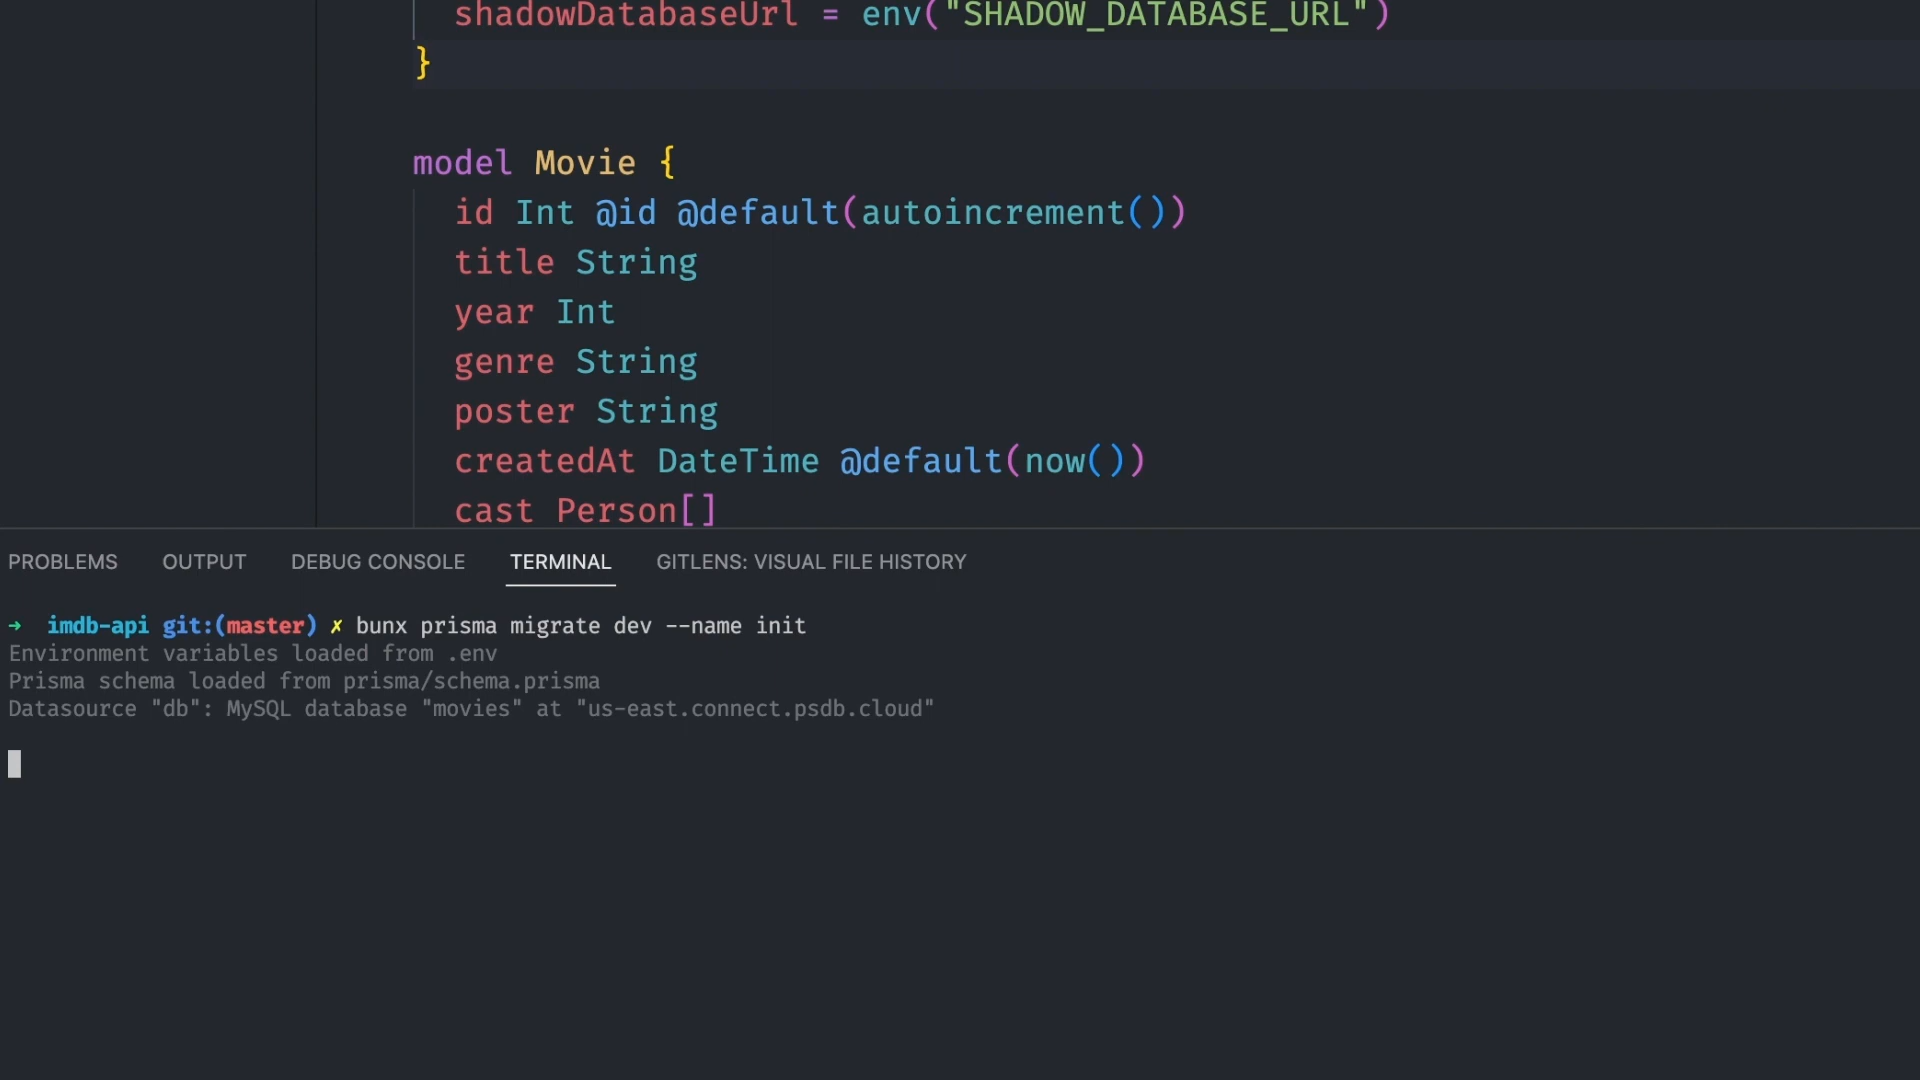 shadowDatabaseUrl = env("SHADOW_DATABASE_URL")
}
model Movie {
id Int @id @default(autoincrement())
title String
year Int
genre String
poster String
createdAt DateTime @default(now())
cast Person[]
PROBLEMS OUTPUT DEBUG CONSOLE TERMINAL GITLENS: VISUAL FILE HISTORY
➜ imdb-api git:(master) ✗ bunx prisma migrate dev --name init
Environment variables loaded from .env
Prisma schema loaded from prisma/schema.prisma
Datasource "db": MySQL database "movies" at "us-east.connect.psdb.cloud"